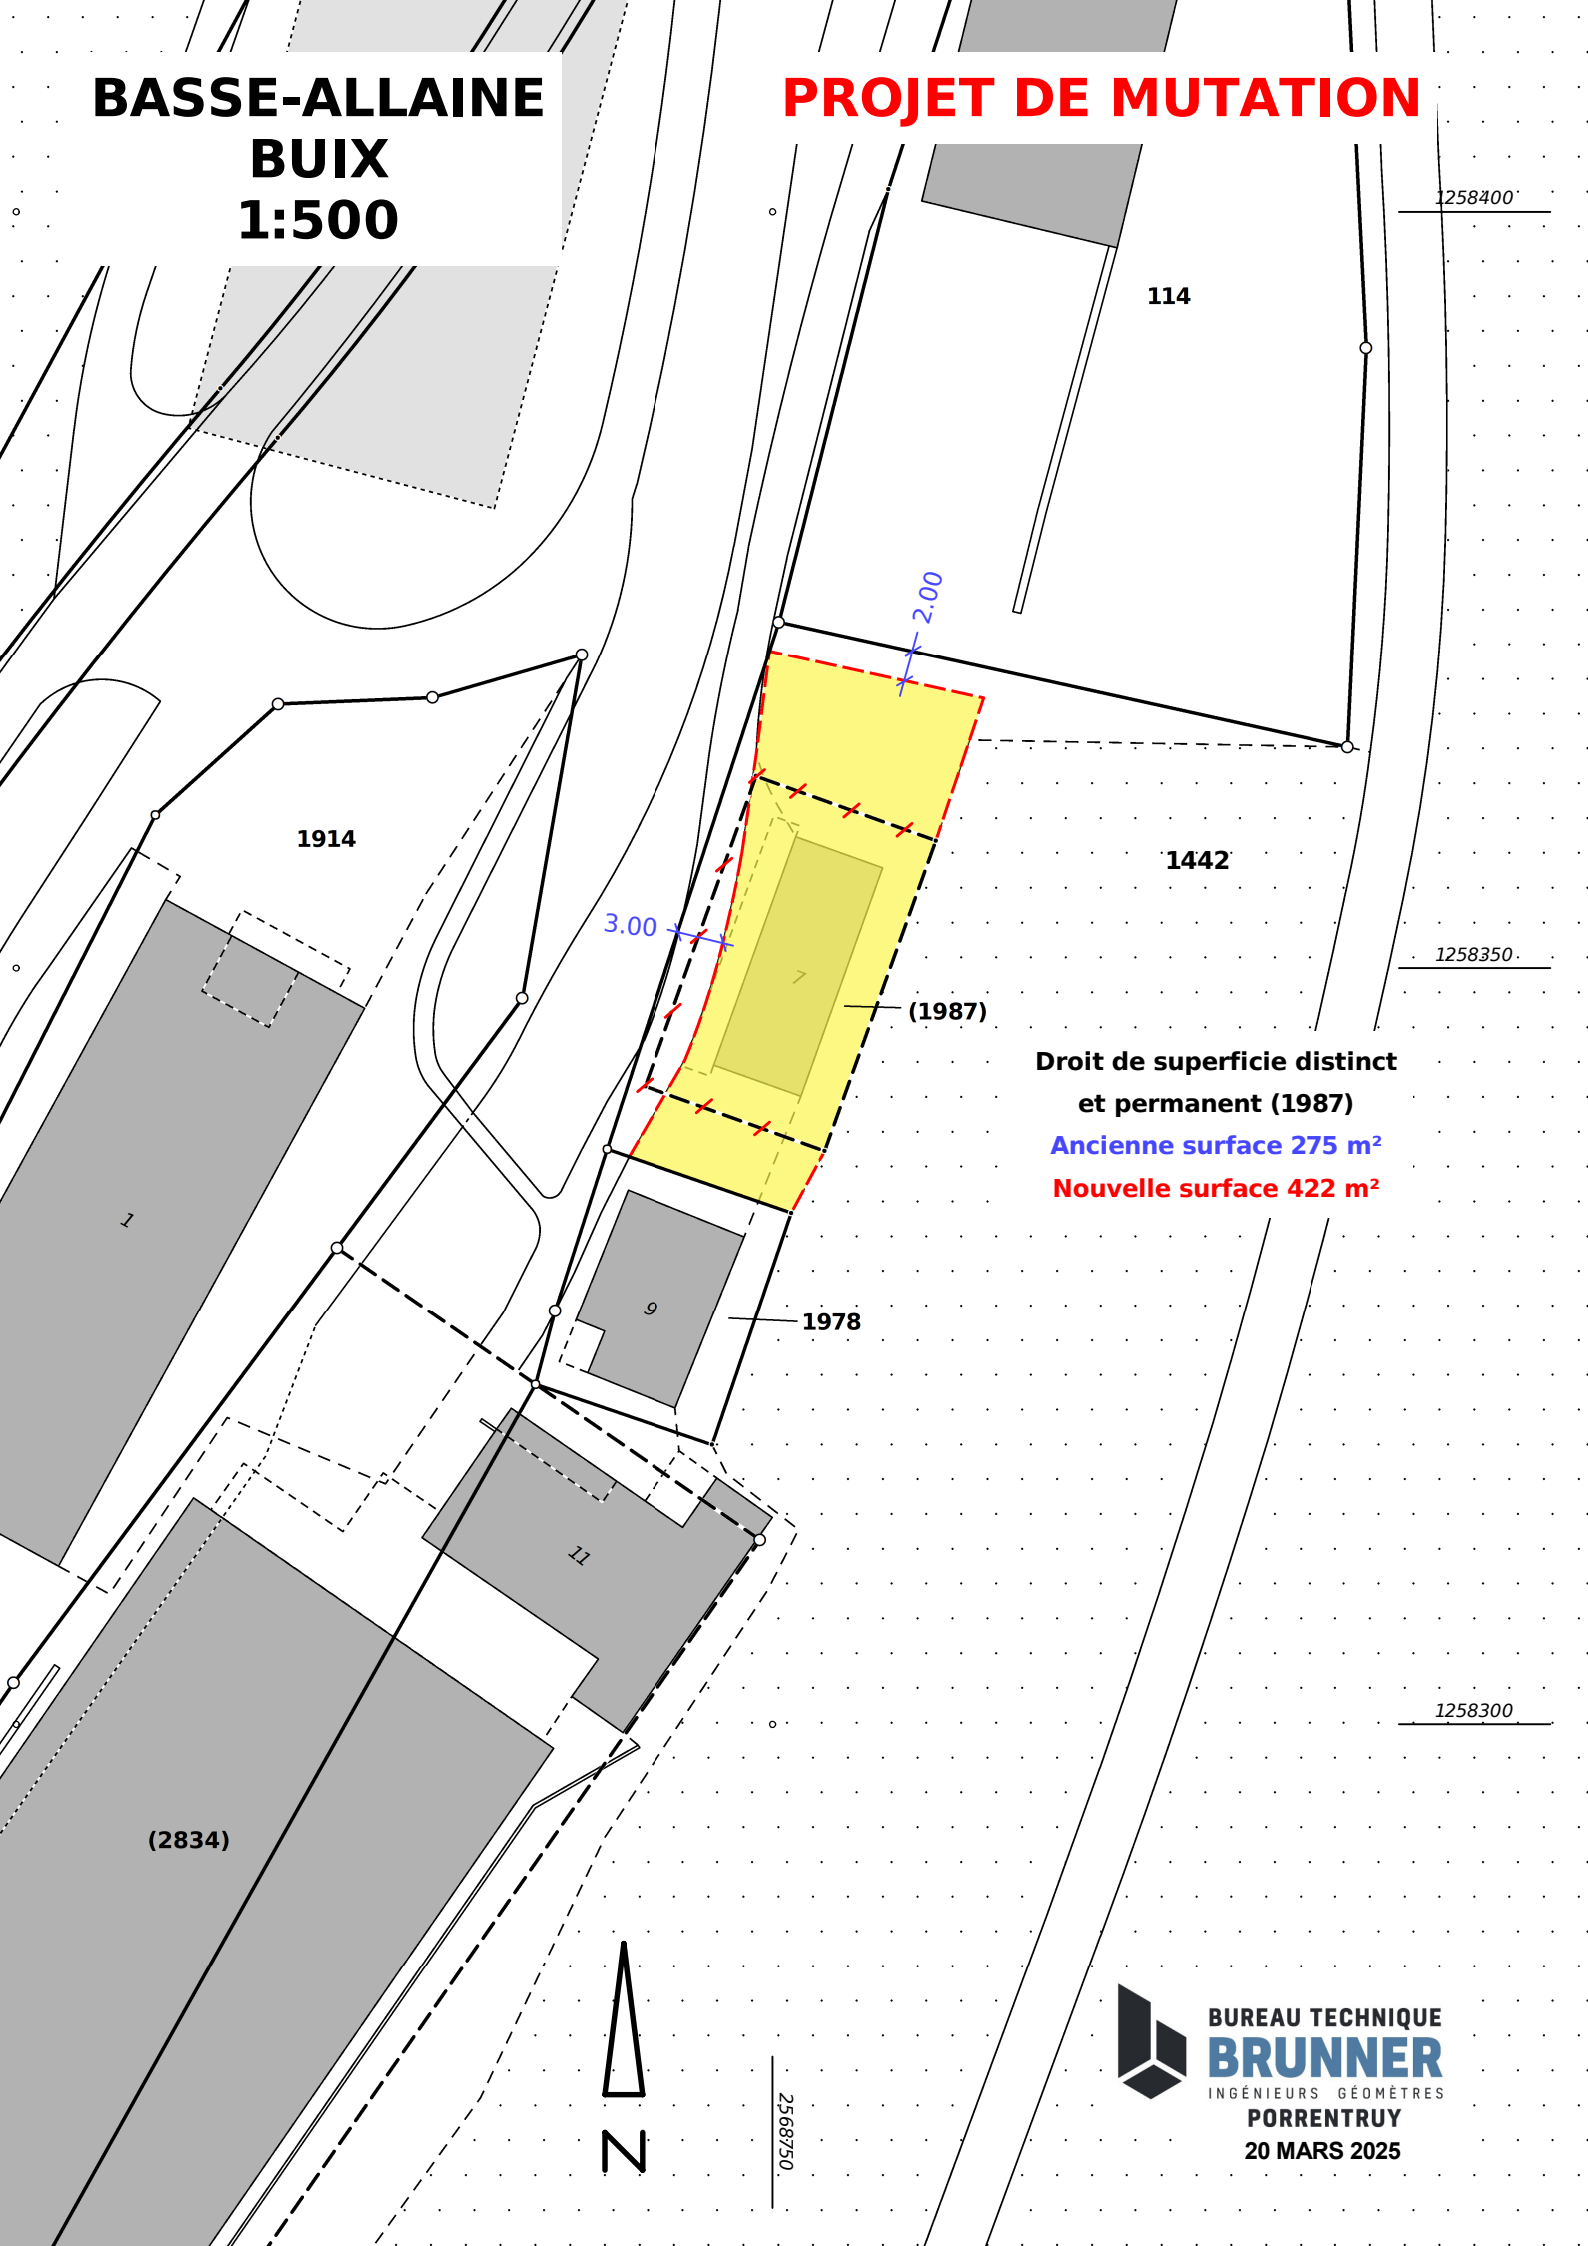 BASSE-ALLAINE
BUIX
1:500
PROJET DE MUTATION
1258400
114
2.00
1914
1442
3.00
7
1258350
(1987)
Droit de superficie distinct
et permanent (1987)
Ancienne surface 275 m²
Nouvelle surface 422 m²
1
9
1978
11
1258300
(2834)
N
2568750
BUREAU TECHNIQUE
BRUNNER
INGÉNIEURS GÉOMÈTRES
PORRENTRUY
20 MARS 2025